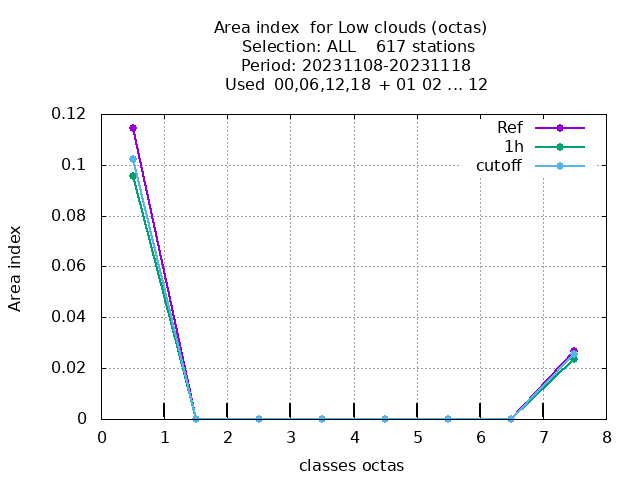 Area index  for Low clouds (octas)
Selection: ALL    617 stations
Period: 20231108-20231118
Used  00,06,12,18  + 01 02 ... 12
0.12
0.1
0.08
0.06
0.04
0.02
0
Area index
Ref
1h
cutoff
0 1 2 3 4 5 6 7 8
classes octas